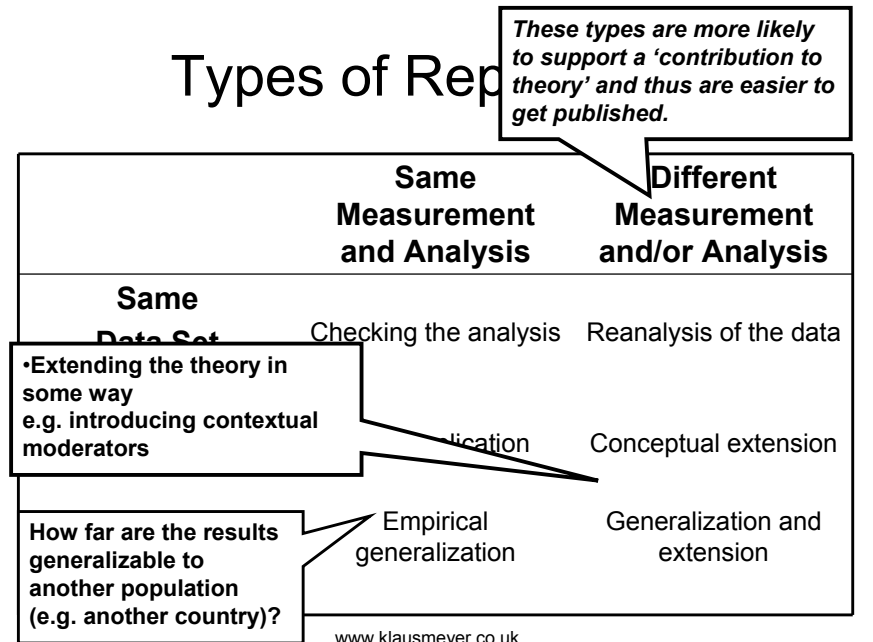 These types are more likely
to support a ‘contribution to
theory’ and thus are easier to
get published.
Types of Rep
Same
Measurement
and Analysis
Different
Measurement
and/or Analysis
Same
Data Set
Checking the analysis
Reanalysis of the data
•Extending the theory in
some way
e.g. introducing contextual
moderators
Conceptual extension
How far are the results
generalizable to
another population
(e.g. another country)?
Empirical
generalization
Generalization and
extension
www.klausmeyer.co.uk